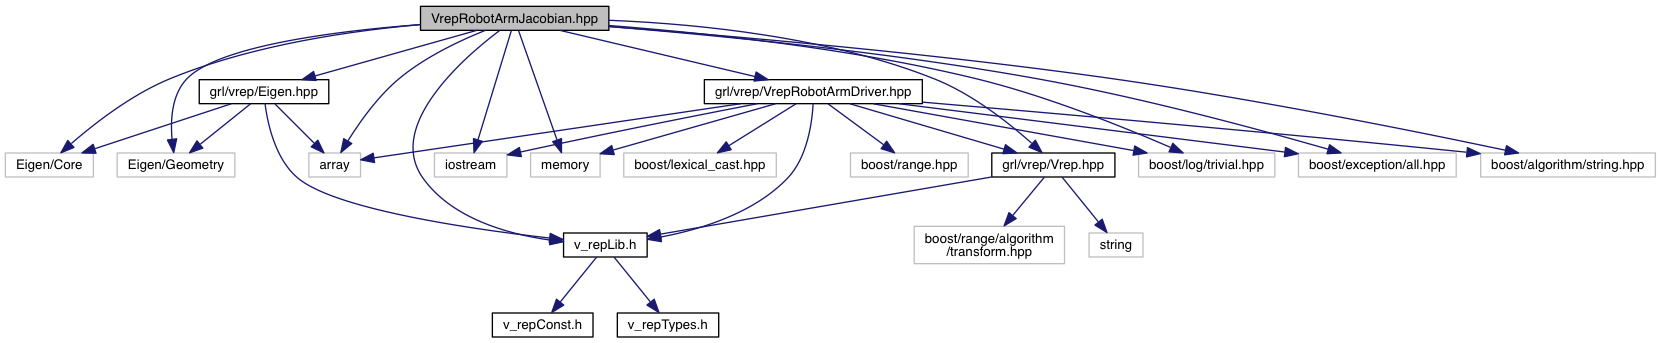 VrepRobotArmJacobian.hpp
grl/vrep/Eigen.hpp
grl/vrep/VrepRobotArmDriver.hpp
Eigen/Core
Eigen/Geometry
array
iostream
memory
boost/lexical_cast.hpp
boost/range.hpp
grl/vrep/Vrep.hpp
boost/log/trivial.hpp
boost/exception/all.hpp
boost/algorithm/string.hpp
v_repLib.h
boost/range/algorithm
/transform.hpp
string
v_repConst.h
v_repTypes.h